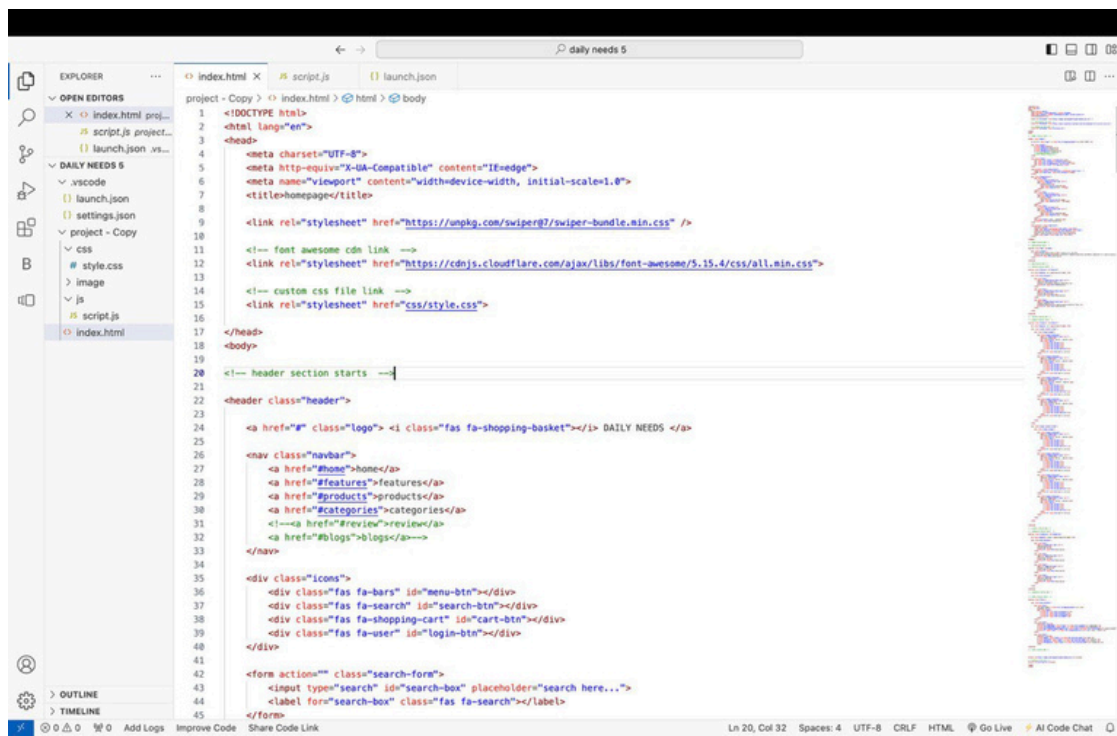 daily needs 5
EXPLORER ...
OPEN EDITORS
index.html proj...
JS script.js project...
{} launch.json .vs...
DAILY NEEDS 5
.vscode
{} launch.json
{} settings.json
project - Copy
css
# style.css
image
js
JS script.js
index.html
OUTLINE
TIMELINE
index.html
JS script.js
{} launch.json
project - Copy > index.html > html > body
1 <!DOCTYPE html>
2 <html lang="en">
3 <head>
4 <meta charset="UTF-8">
5 <meta http-equiv="X-UA-Compatible" content="IE=edge">
6 <meta name="viewport" content="width=device-width, initial-scale=1.0">
7 <title>homepage</title>
8
9 <link rel="stylesheet" href="https://unpkg.com/swiper@7/swiper-bundle.min.css" />
10
11 <!-- font awesome cdn link -->
12 <link rel="stylesheet" href="https://cdnjs.cloudflare.com/ajax/libs/font-awesome/5.15.4/css/all.min.css">
13
14 <!-- custom css file link -->
15 <link rel="stylesheet" href="css/style.css">
16
17 </head>
18 <body>
19
20 <!-- header section starts -->
21
22 <header class="header">
23
24 <a href="#" class="logo"> <i class="fas fa-shopping-basket"></i> DAILY NEEDS </a>
25
26 <nav class="navbar">
27 <a href="#home">home</a>
28 <a href="#features">features</a>
29 <a href="#products">products</a>
30 <a href="#categories">categories</a>
31 <!--<a href="#review">review</a>
32 <a href="#blogs">blogs</a>-->
33 </nav>
34
35 <div class="icons">
36 <div class="fas fa-bars" id="menu-btn"></div>
37 <div class="fas fa-search" id="search-btn"></div>
38 <div class="fas fa-shopping-cart" id="cart-btn"></div>
39 <div class="fas fa-user" id="login-btn"></div>
40 </div>
41
42 <form action="" class="search-form">
43 <input type="search" id="search-box" placeholder="search here...">
44 <label for="search-box" class="fas fa-search"></label>
45 </form>
0 0 0 Add Logs Improve Code Share Code Link Ln 20, Col 32 Spaces: 4 UTF-8 CRLF HTML Go Live AI Code Chat